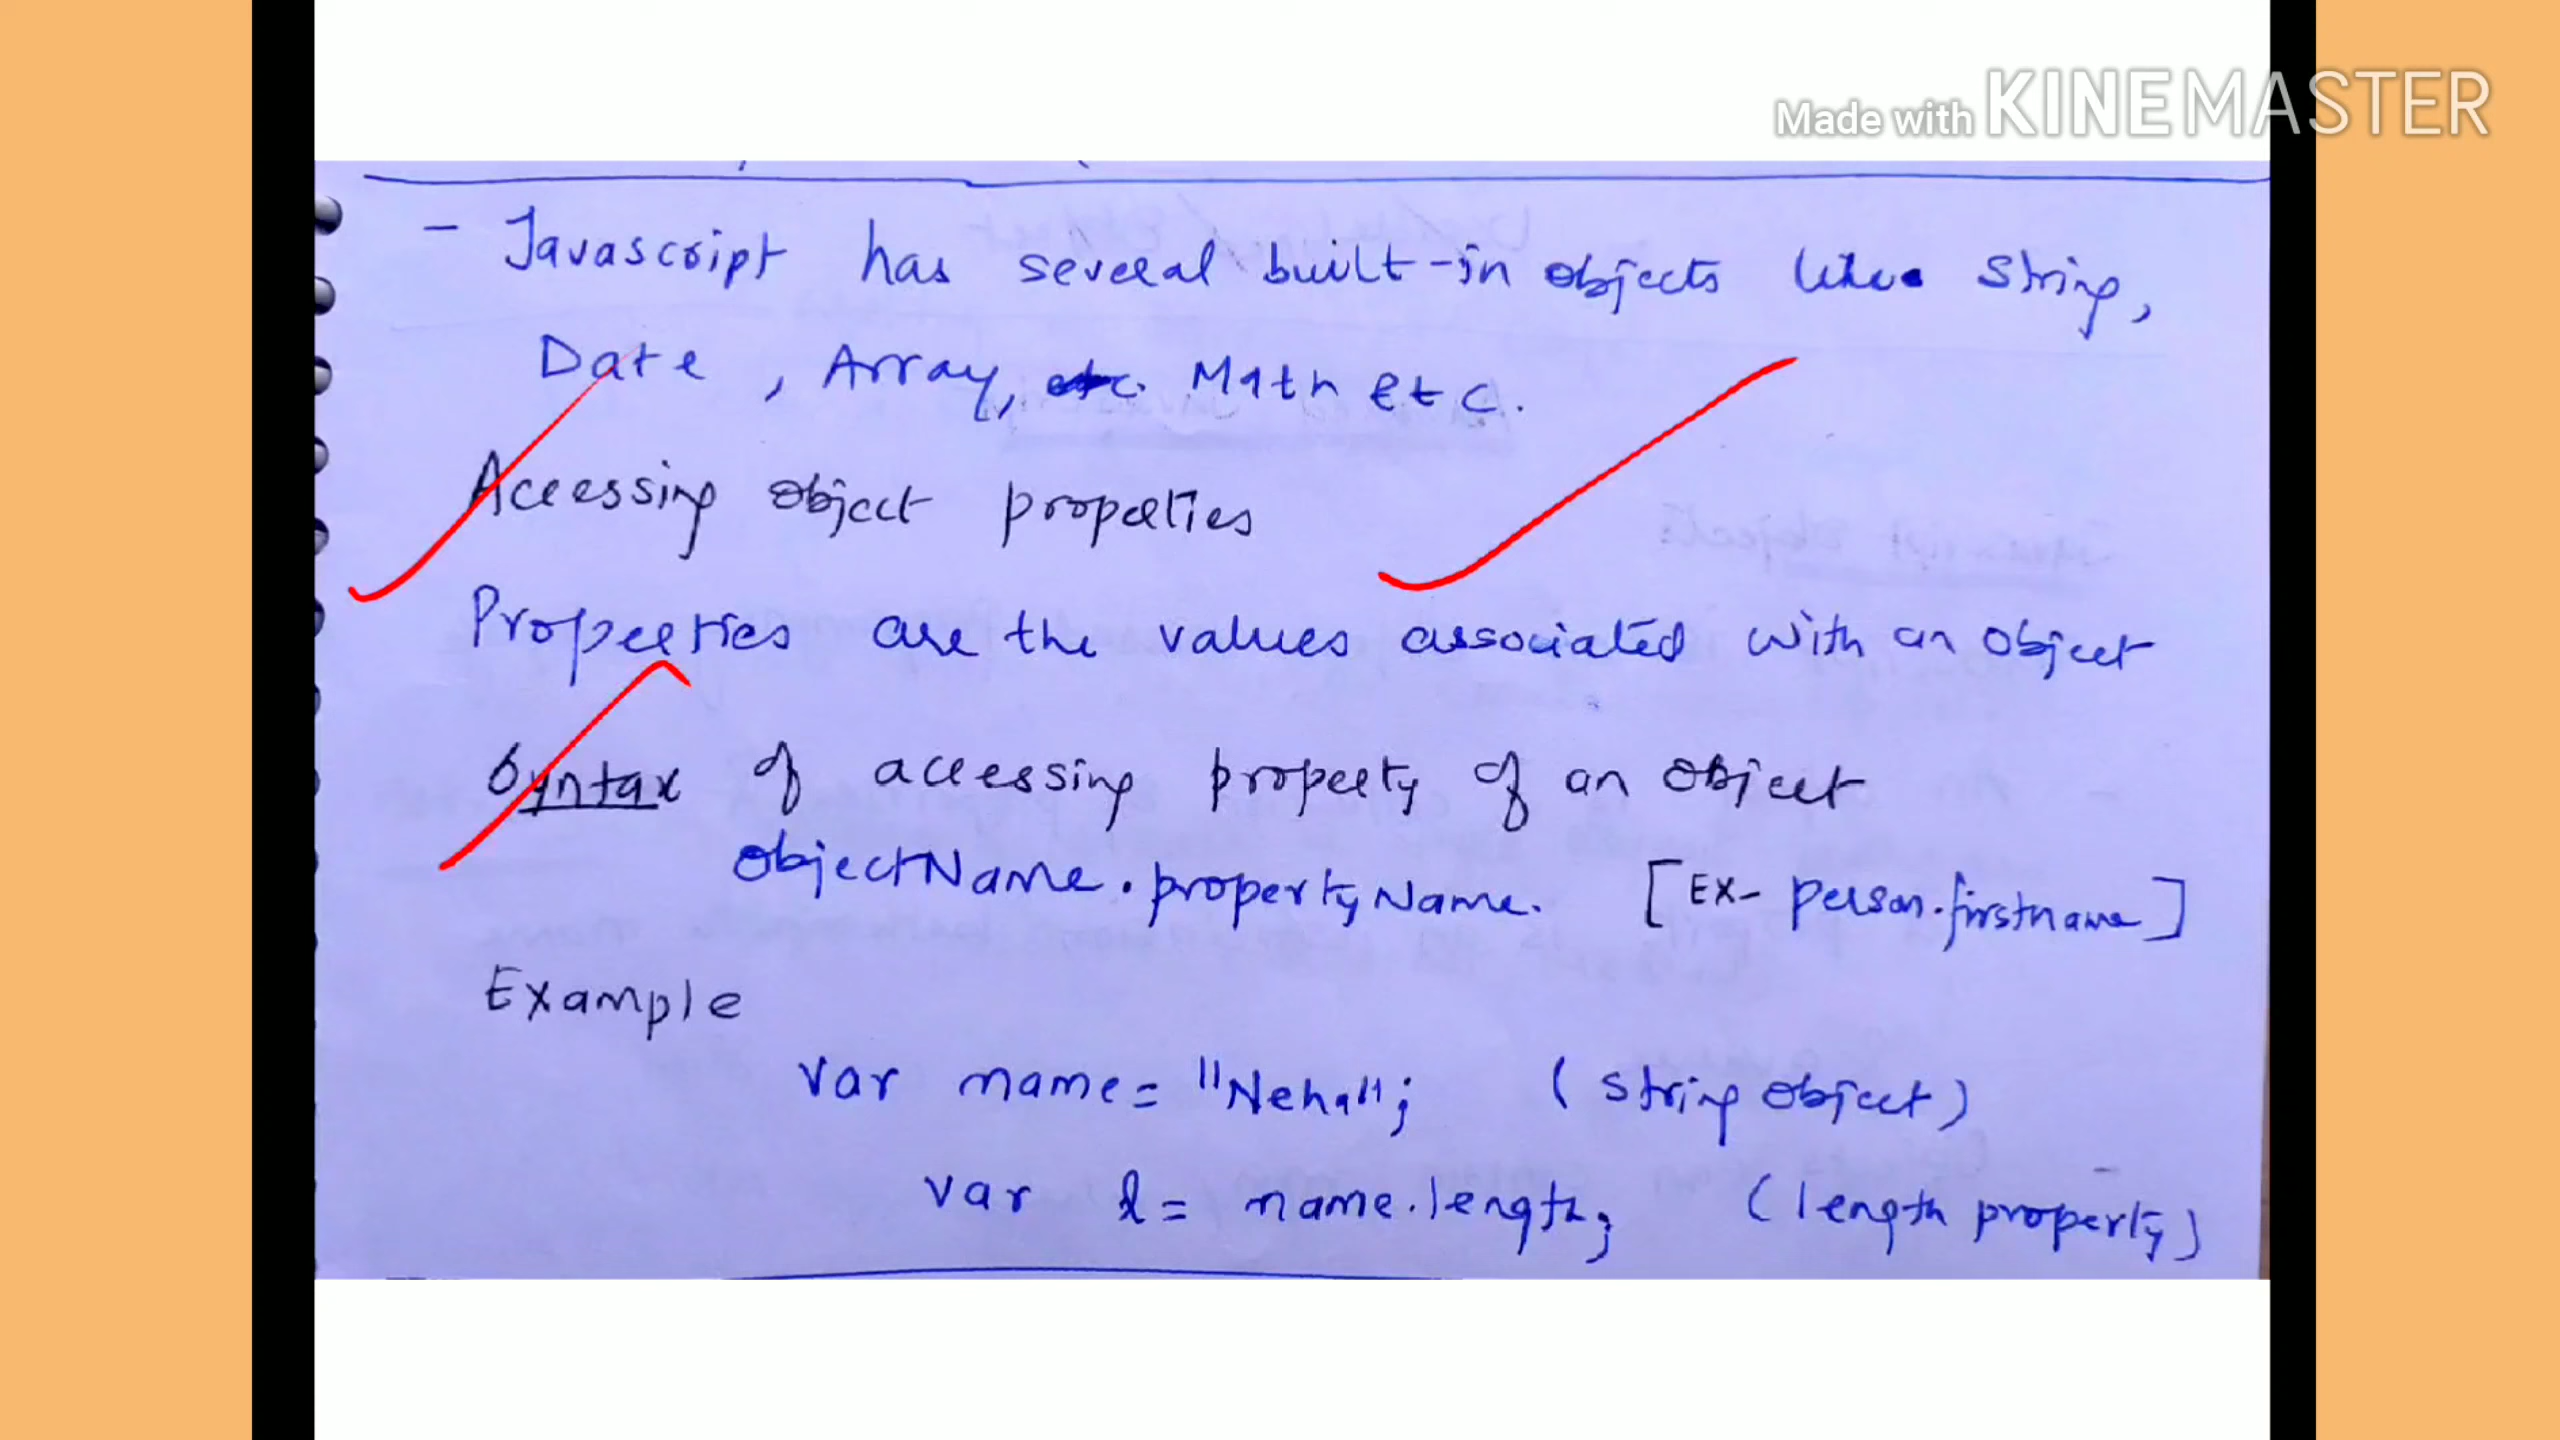 Made with KINEMASTER
- Javascript has several built-in objects like string,
Date, Array, etc. Math etc.
Accessing object properties
Properties are the values associated with an object
Syntax of accessing property of an object
objectName.propertyName. [EX- person.firstname]
Example
var name= "Neha"; (string object)
var l= name.length; (length property)